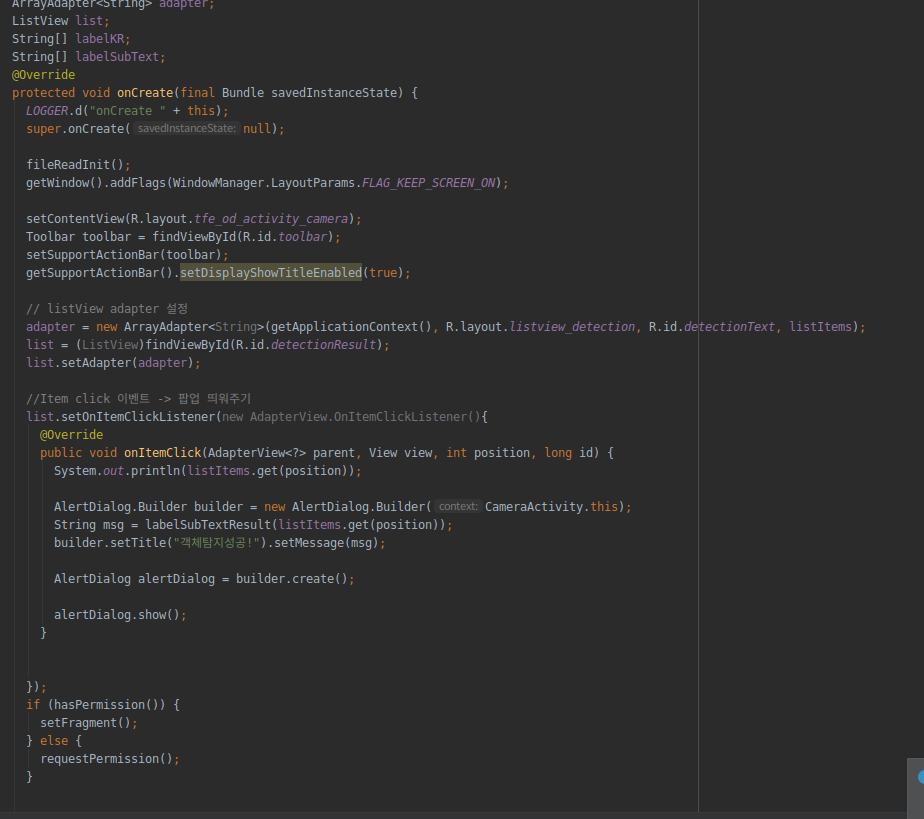 ArrayAdapter<String> adapter;
ListView list;
String[] labelKR;
String[] labelSubText;
@Override
protected void onCreate(final Bundle savedInstanceState) {
LOGGER.d("onCreate " + this);
super.onCreate( savedInstanceState: null);
fileReadInit();
getWindow().addFlags(WindowManager.LayoutParams.FLAG_KEEP_SCREEN_ON);
setContentView(R.layout.tfe_od_activity_camera);
Toolbar toolbar = findViewById(R.id.toolbar);
setSupportActionBar(toolbar);
getSupportActionBar().setDisplayShowTitleEnabled(true);
// listView adapter 설정
adapter = new ArrayAdapter<String>(getApplicationContext(), R.layout.listview_detection, R.id.detectionText, listItems);
list = (ListView)findViewById(R.id.detectionResult);
list.setAdapter(adapter);
//Item click 이벤트 -> 팝업 띄워주기
list.setOnItemClickListener(new AdapterView.OnItemClickListener(){
@Override
public void onItemClick(AdapterView<?> parent, View view, int position, long id) {
System.out.println(listItems.get(position));
AlertDialog.Builder builder = new AlertDialog.Builder( context: CameraActivity.this);
String msg = labelSubTextResult(listItems.get(position));
builder.setTitle("객체탐지성공!").setMessage(msg);
AlertDialog alertDialog = builder.create();
alertDialog.show();
}
});
if (hasPermission()) {
setFragment();
} else {
requestPermission();
}